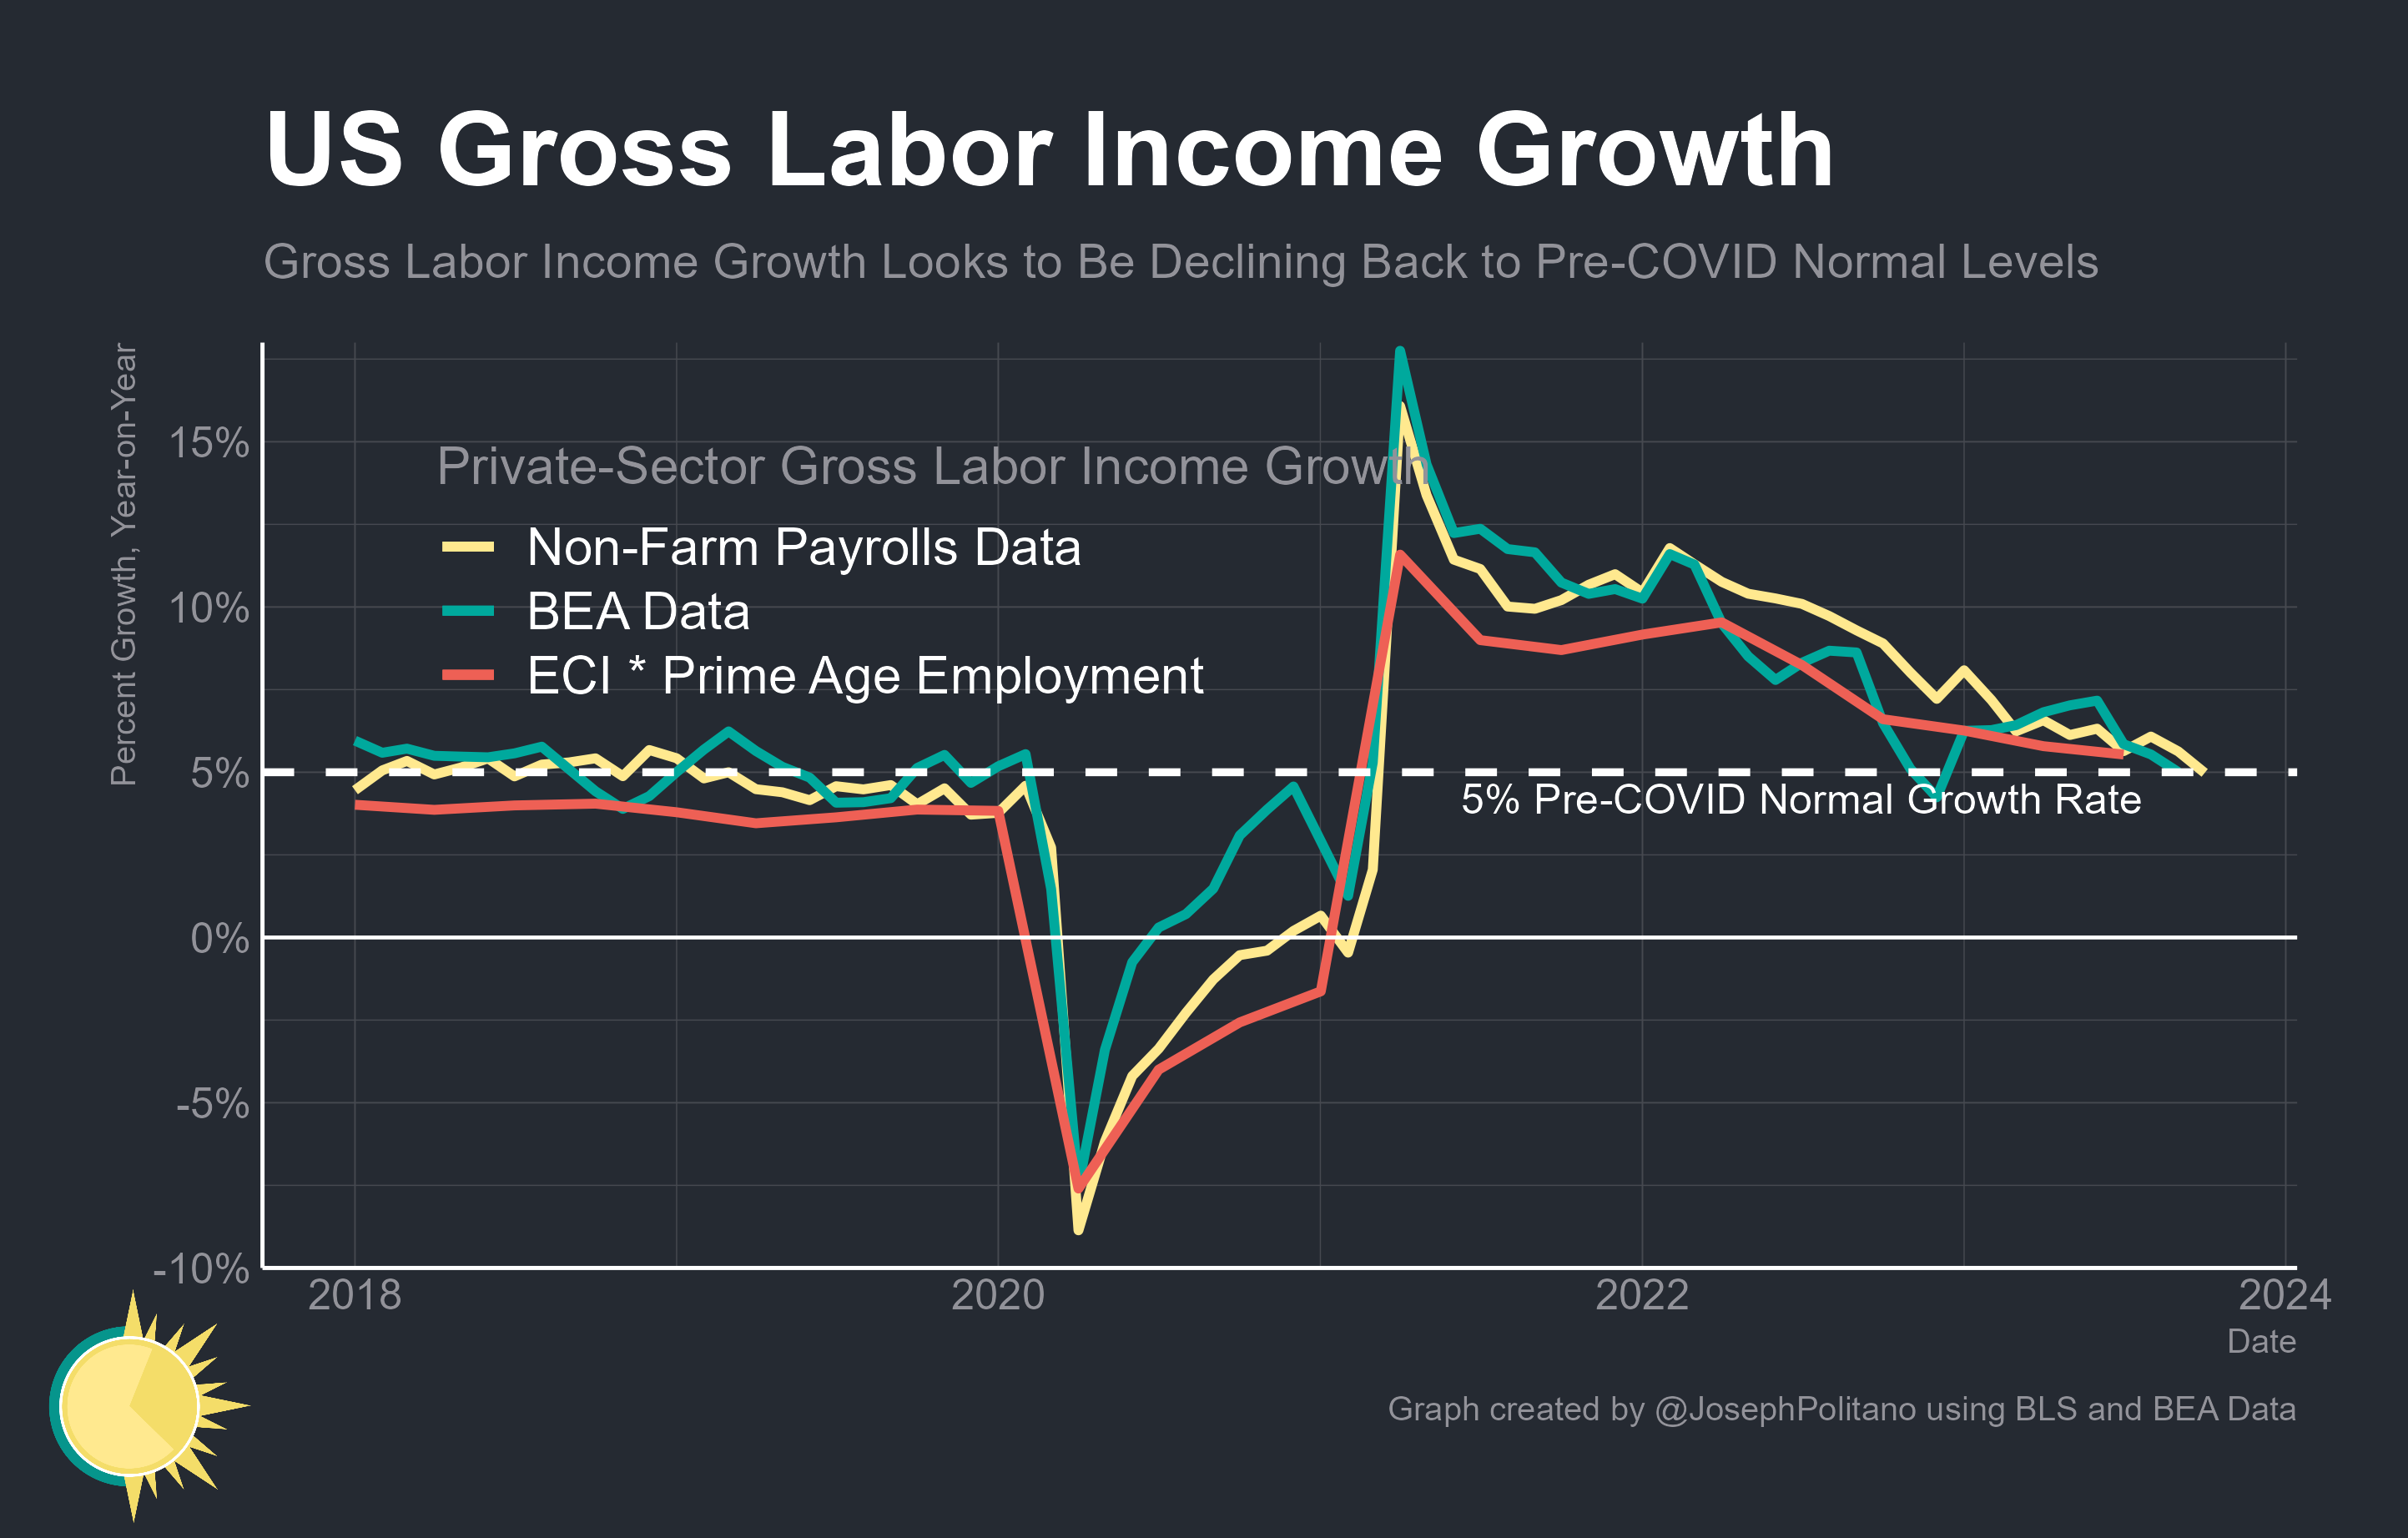 US Gross Labor Income Growth
Gross Labor Income Growth Looks to Be Declining Back to Pre-COVID Normal Levels
Percent Growth, Year-on-Year
15%
10%
5%
0%
-5%
-10%
Private-Sector Gross Labor Income Growth
Non-Farm Payrolls Data
BEA Data
ECI * Prime Age Employment
5% Pre-COVID Normal Growth Rate
2018
2020
2022
2024
Date
Graph created by @JosephPolitano using BLS and BEA Data